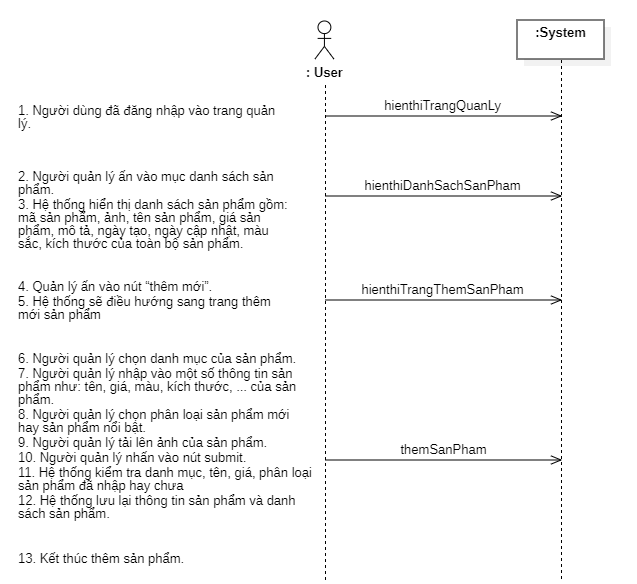 :System
: User
hienthiTrangQuanLy
1. Người dùng đã đăng nhập vào trang quản
lý.
2. Người quản lý ấn vào mục danh sách sản
phẩm.
hienthiDanhSachSanPham
3. Hệ thống hiển thị danh sách sản phẩm gồm:
mã sản phẩm, ảnh, tên sản phẩm, giá sản
phẩm, mô tả, ngày tạo, ngày cập nhật, màu
sắc, kích thước của toàn bộ sản phẩm.
4. Quản lý ấn vào nút “thêm mới”.
hienthiTrangThemSanPham
5. Hệ thống sẽ điều hướng sang trang thêm
mới sản phẩm
6. Người quản lý chọn danh mục của sản phẩm.
7. Người quản lý nhập vào một số thông tin sản
phẩm như: tên, giá, màu, kích thước, ... của sản
phẩm.
8. Người quản lý chọn phân loại sản phẩm mới
hay sản phẩm nổi bật.
9. Người quản lý tải lên ảnh của sản phẩm.
themSanPham
10. Người quản lý nhấn vào nút submit.
11. Hệ thống kiểm tra danh mục, tên, giá, phân loại
sản phẩm đã nhập hay chưa
12. Hệ thống lưu lại thông tin sản phẩm và danh
sách sản phẩm.
13. Kết thúc thêm sản phẩm.